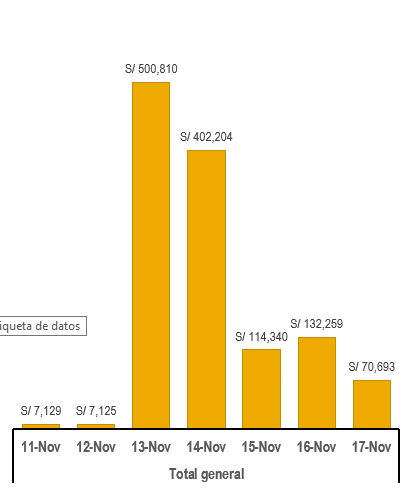 S/ 500,810
S/ 402,204
S/ 132,259
S/ 114,340
S/ 70,693
S/ 7,129 S/ 7,125
iqueta de datos
11-Nov 12-Nov 13-Nov 14-Nov 15-Nov 16-Nov 17-Nov
Total general